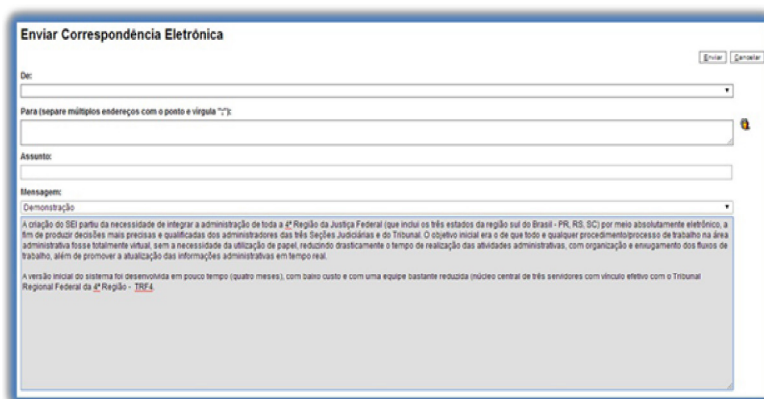 Enviar Correspondência Eletrônica
Enviar Cancelar
De:
Para (separe múltiplos endereços com o ponto e vírgula ";"):
Assunto:
Mensagem:
Demonstração
A criação do SEI partiu da necessidade de integrar a administração de toda a 4ª Região da Justiça Federal (que inclui os três estados da região sul do Brasil - PR, RS, SC) por meio absolutamente eletrônico, a
fim de produzir decisões mais precisas e qualificadas dos administradores das três Seções Judiciárias e do Tribunal. O objetivo inicial era o de que todo e qualquer procedimento/processo de trabalho na área
administrativa fosse totalmente virtual, sem a necessidade da utilização de papel, reduzindo drasticamente o tempo de realização das atividades administrativas, com organização e enxugamento dos fluxos de
trabalho, além de promover a atualização das informações administrativas em tempo real.
A versão inicial do sistema foi desenvolvida em pouco tempo (quatro meses), com baixo custo e com uma equipe bastante reduzida (núcleo central de três servidores com vínculo efetivo com o Tribunal
Regional Federal da 4ª Região - TRF4.